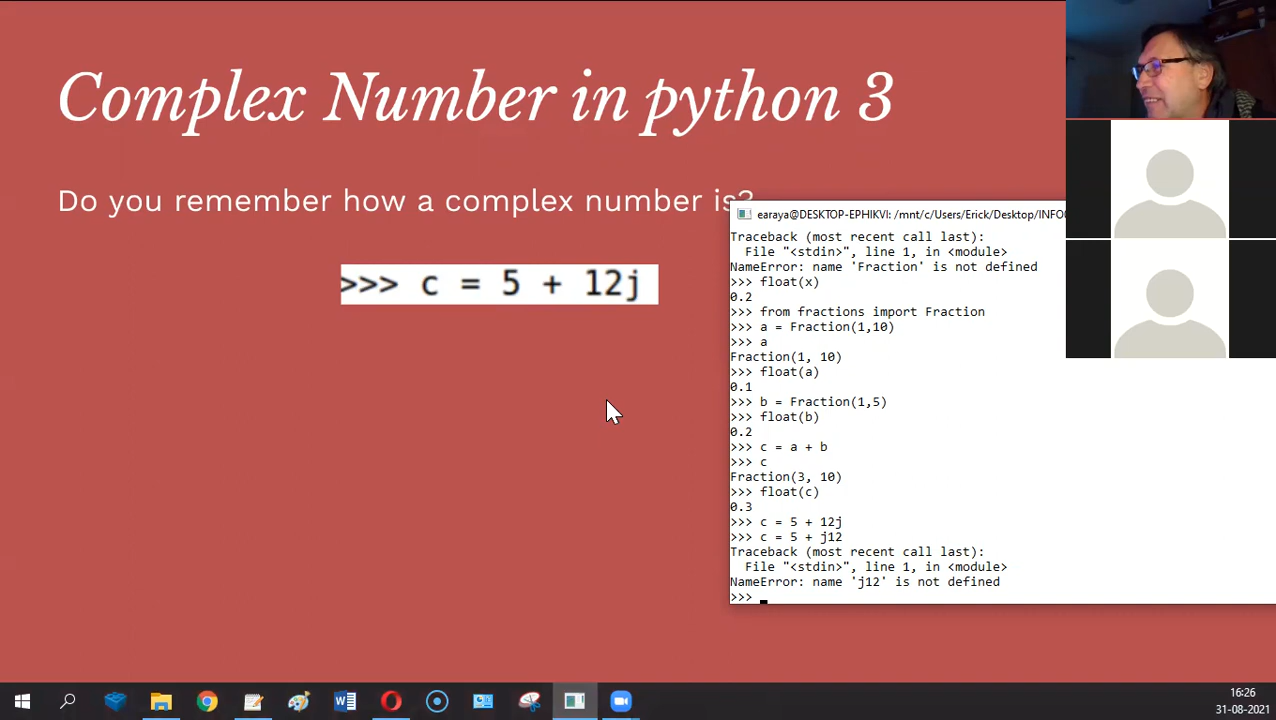 Complex Number in python 3
Do you remember how a complex number is?
>>> c = 5 + 12j
earaya@DESKTOP-EPHIKVI: /mnt/c/Users/Erick/Desktop/INFO
Traceback (most recent call last):
  File "<stdin>", line 1, in <module>
NameError: name 'Fraction' is not defined
>>> float(x)
0.2
>>> from fractions import Fraction
>>> a = Fraction(1,10)
>>> a
Fraction(1, 10)
>>> float(a)
0.1
>>> b = Fraction(1,5)
>>> float(b)
0.2
>>> c = a + b
>>> c
Fraction(3, 10)
>>> float(c)
0.3
>>> c = 5 + 12j
>>> c = 5 + j12
Traceback (most recent call last):
  File "<stdin>", line 1, in <module>
NameError: name 'j12' is not defined
>>>
16:26
31-08-2021